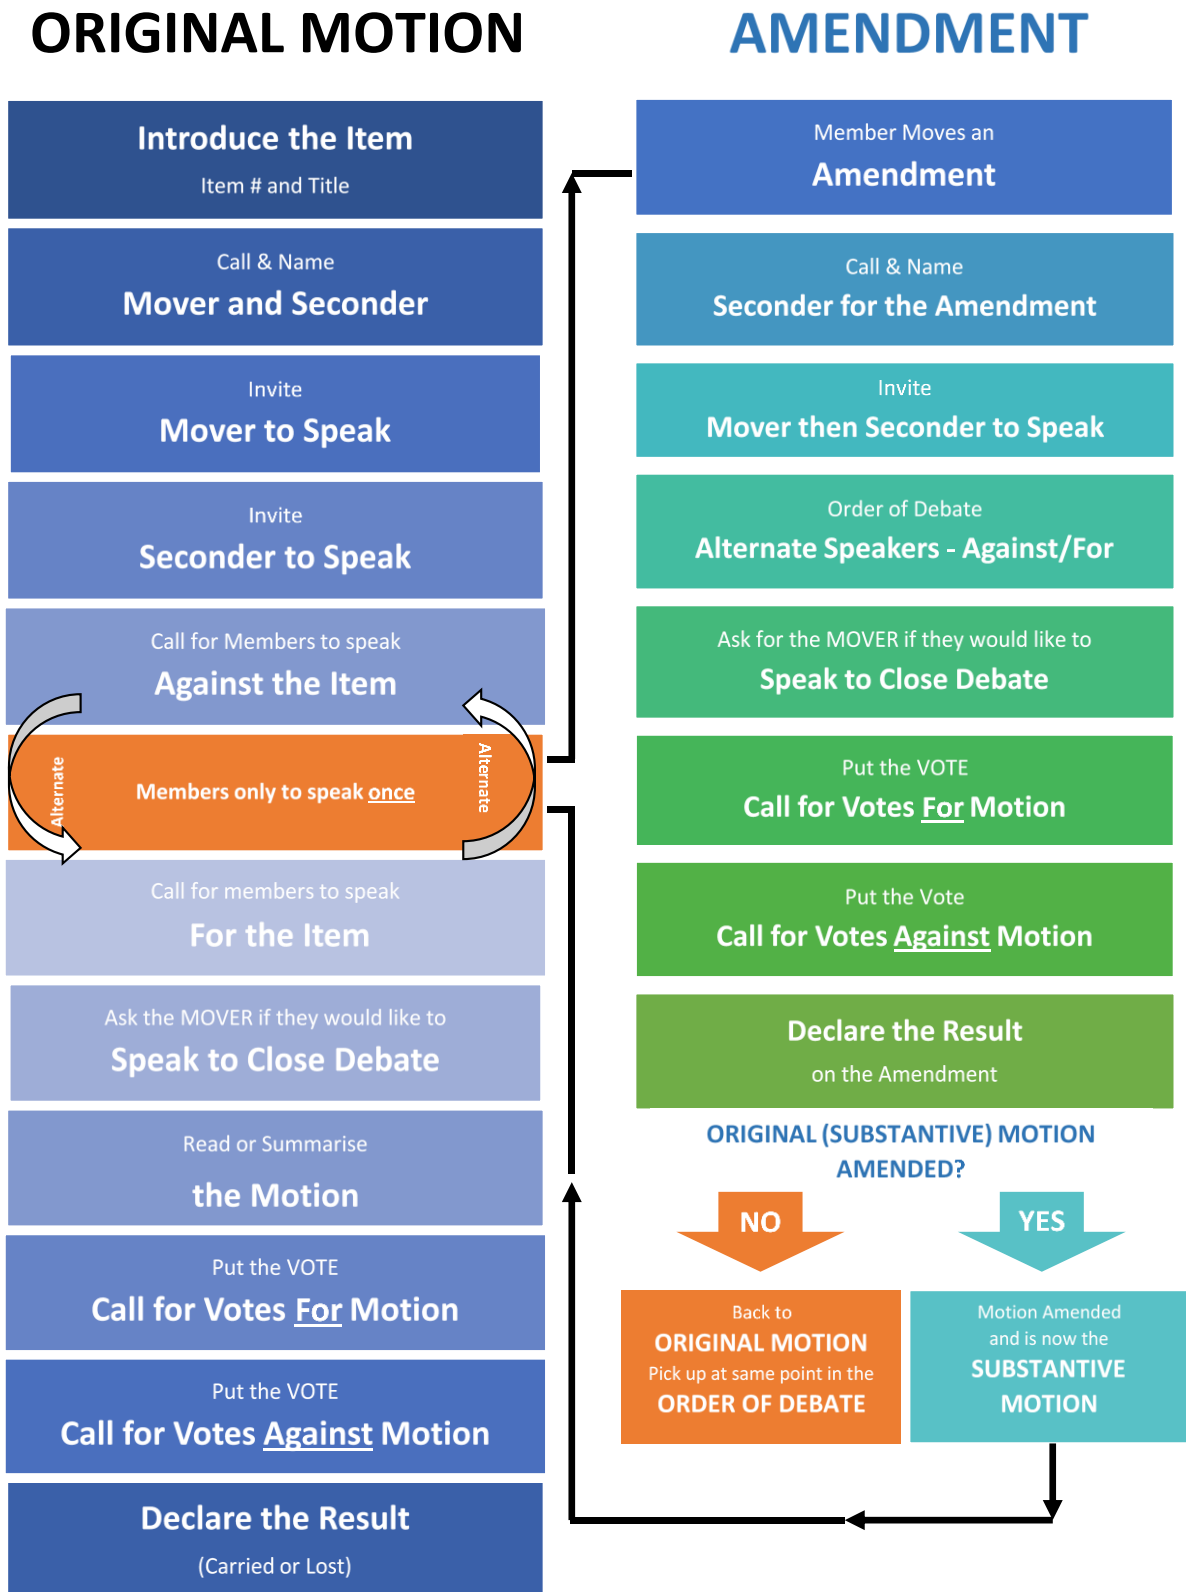 ORIGINAL MOTION
Introduce the Item
Item # and Title
Call & Name
Mover and Seconder
Invite
Mover to Speak
Invite
Seconder to Speak
Call for Members to speak
Against the Item
Alternate
Members only to speak once
Alternate
Call for members to speak
For the Item
Ask the MOVER if they would like to
Speak to Close Debate
Read or Summarise
the Motion
Put the VOTE
Call for Votes For Motion
Put the VOTE
Call for Votes Against Motion
Declare the Result
(Carried or Lost)
AMENDMENT
Member Moves an
Amendment
Call & Name
Seconder for the Amendment
Invite
Mover then Seconder to Speak
Order of Debate
Alternate Speakers - Against/For
Ask for the MOVER if they would like to
Speak to Close Debate
Put the VOTE
Call for Votes For Motion
Put the Vote
Call for Votes Against Motion
Declare the Result
on the Amendment
ORIGINAL (SUBSTANTIVE) MOTION
AMENDED?
NO
YES
Back to
ORIGINAL MOTION
Pick up at same point in the
ORDER OF DEBATE
Motion Amended
and is now the
SUBSTANTIVE
MOTION